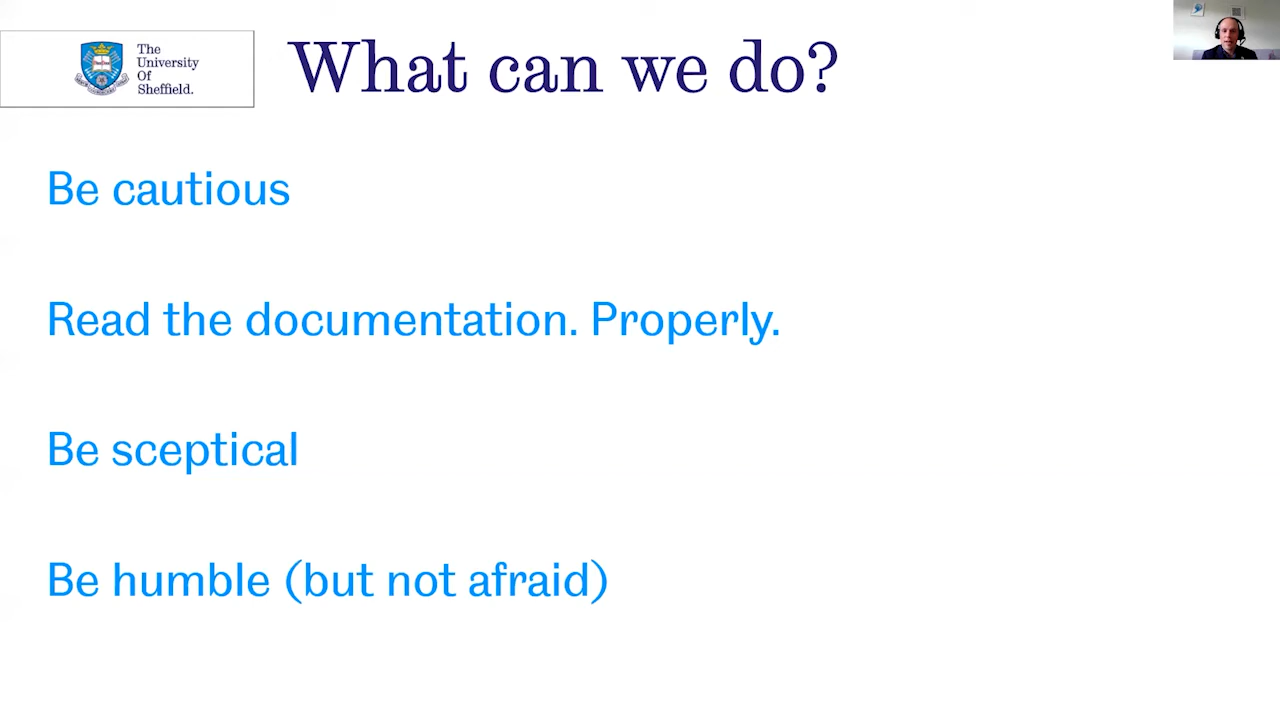 The
University
Of
Sheffield.
What can we do?
Be cautious
Read the documentation. Properly.
Be sceptical
Be humble (but not afraid)